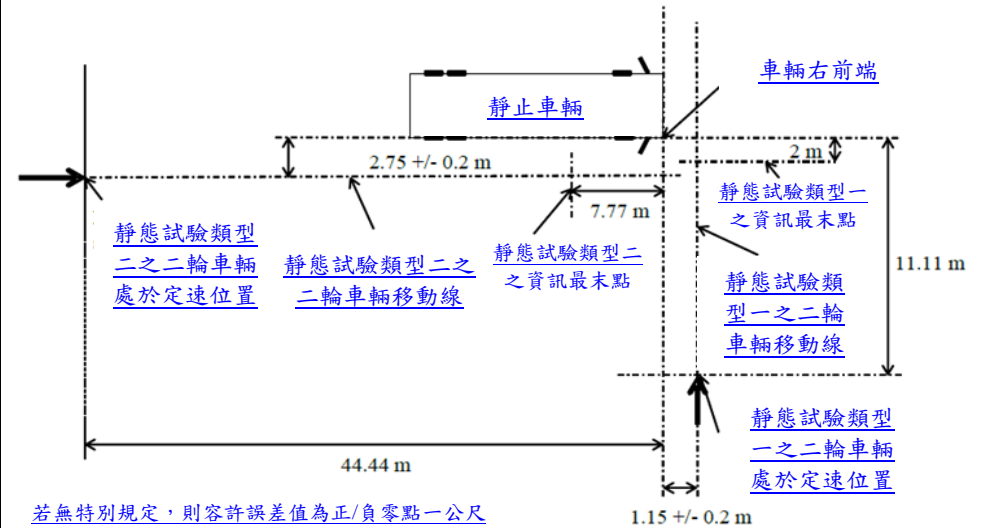 車輛右前端
靜止車輛
2.75 +/- 0.2 m
2 m
靜態試驗類型一
之資訊最末點
7.77 m
靜態試驗類型
二之二輪車輛
處於定速位置
靜態試驗類型二之
二輪車輛移動線
靜態試驗類型二
之資訊最末點
靜態試驗類
型一之二輪
車輛移動線
11.11 m
靜態試驗類型
一之二輪車輛
處於定速位置
44.44 m
若無特別規定，則容許誤差值為正/負零點一公尺
1.15 +/- 0.2 m